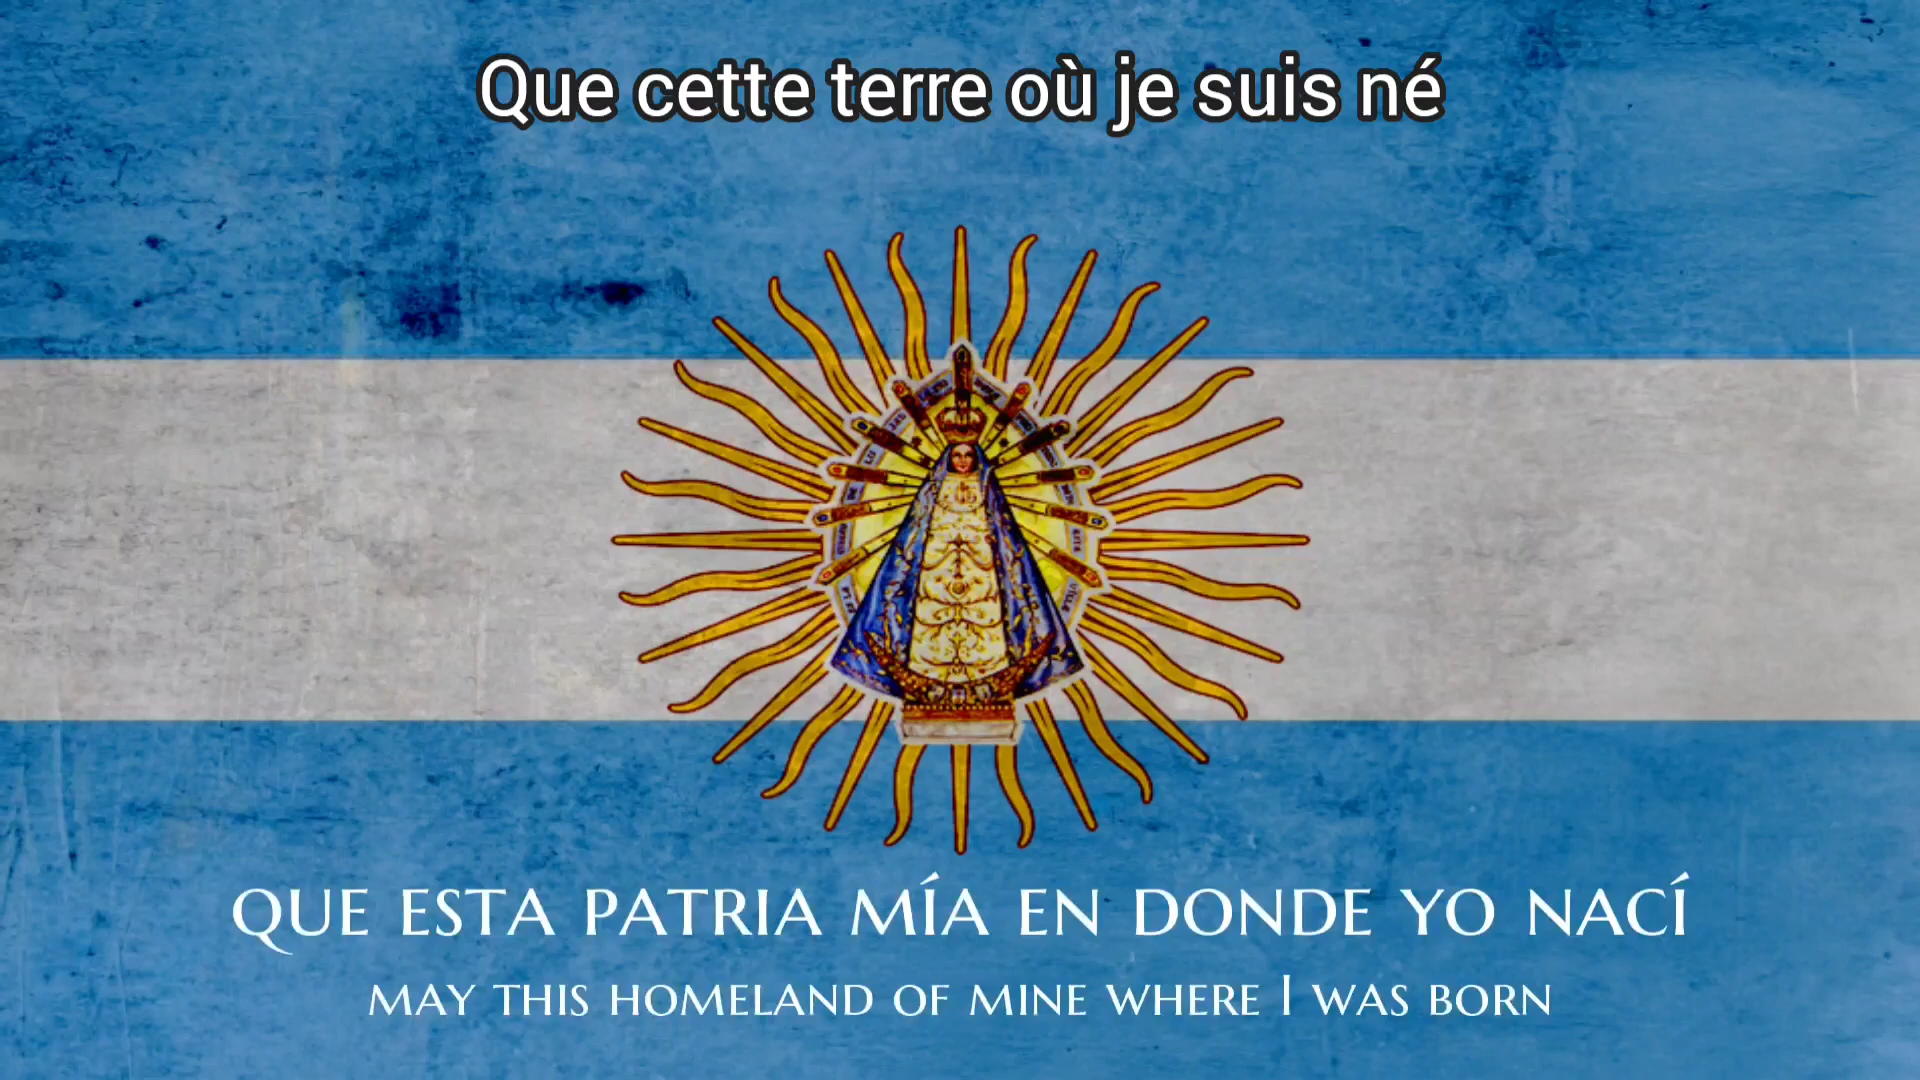 Que cette terre où je suis né
QUE ESTA PATRIA MÍA EN DONDE YO NACÍ
MAY THIS HOMELAND OF MINE WHERE I WAS BORN